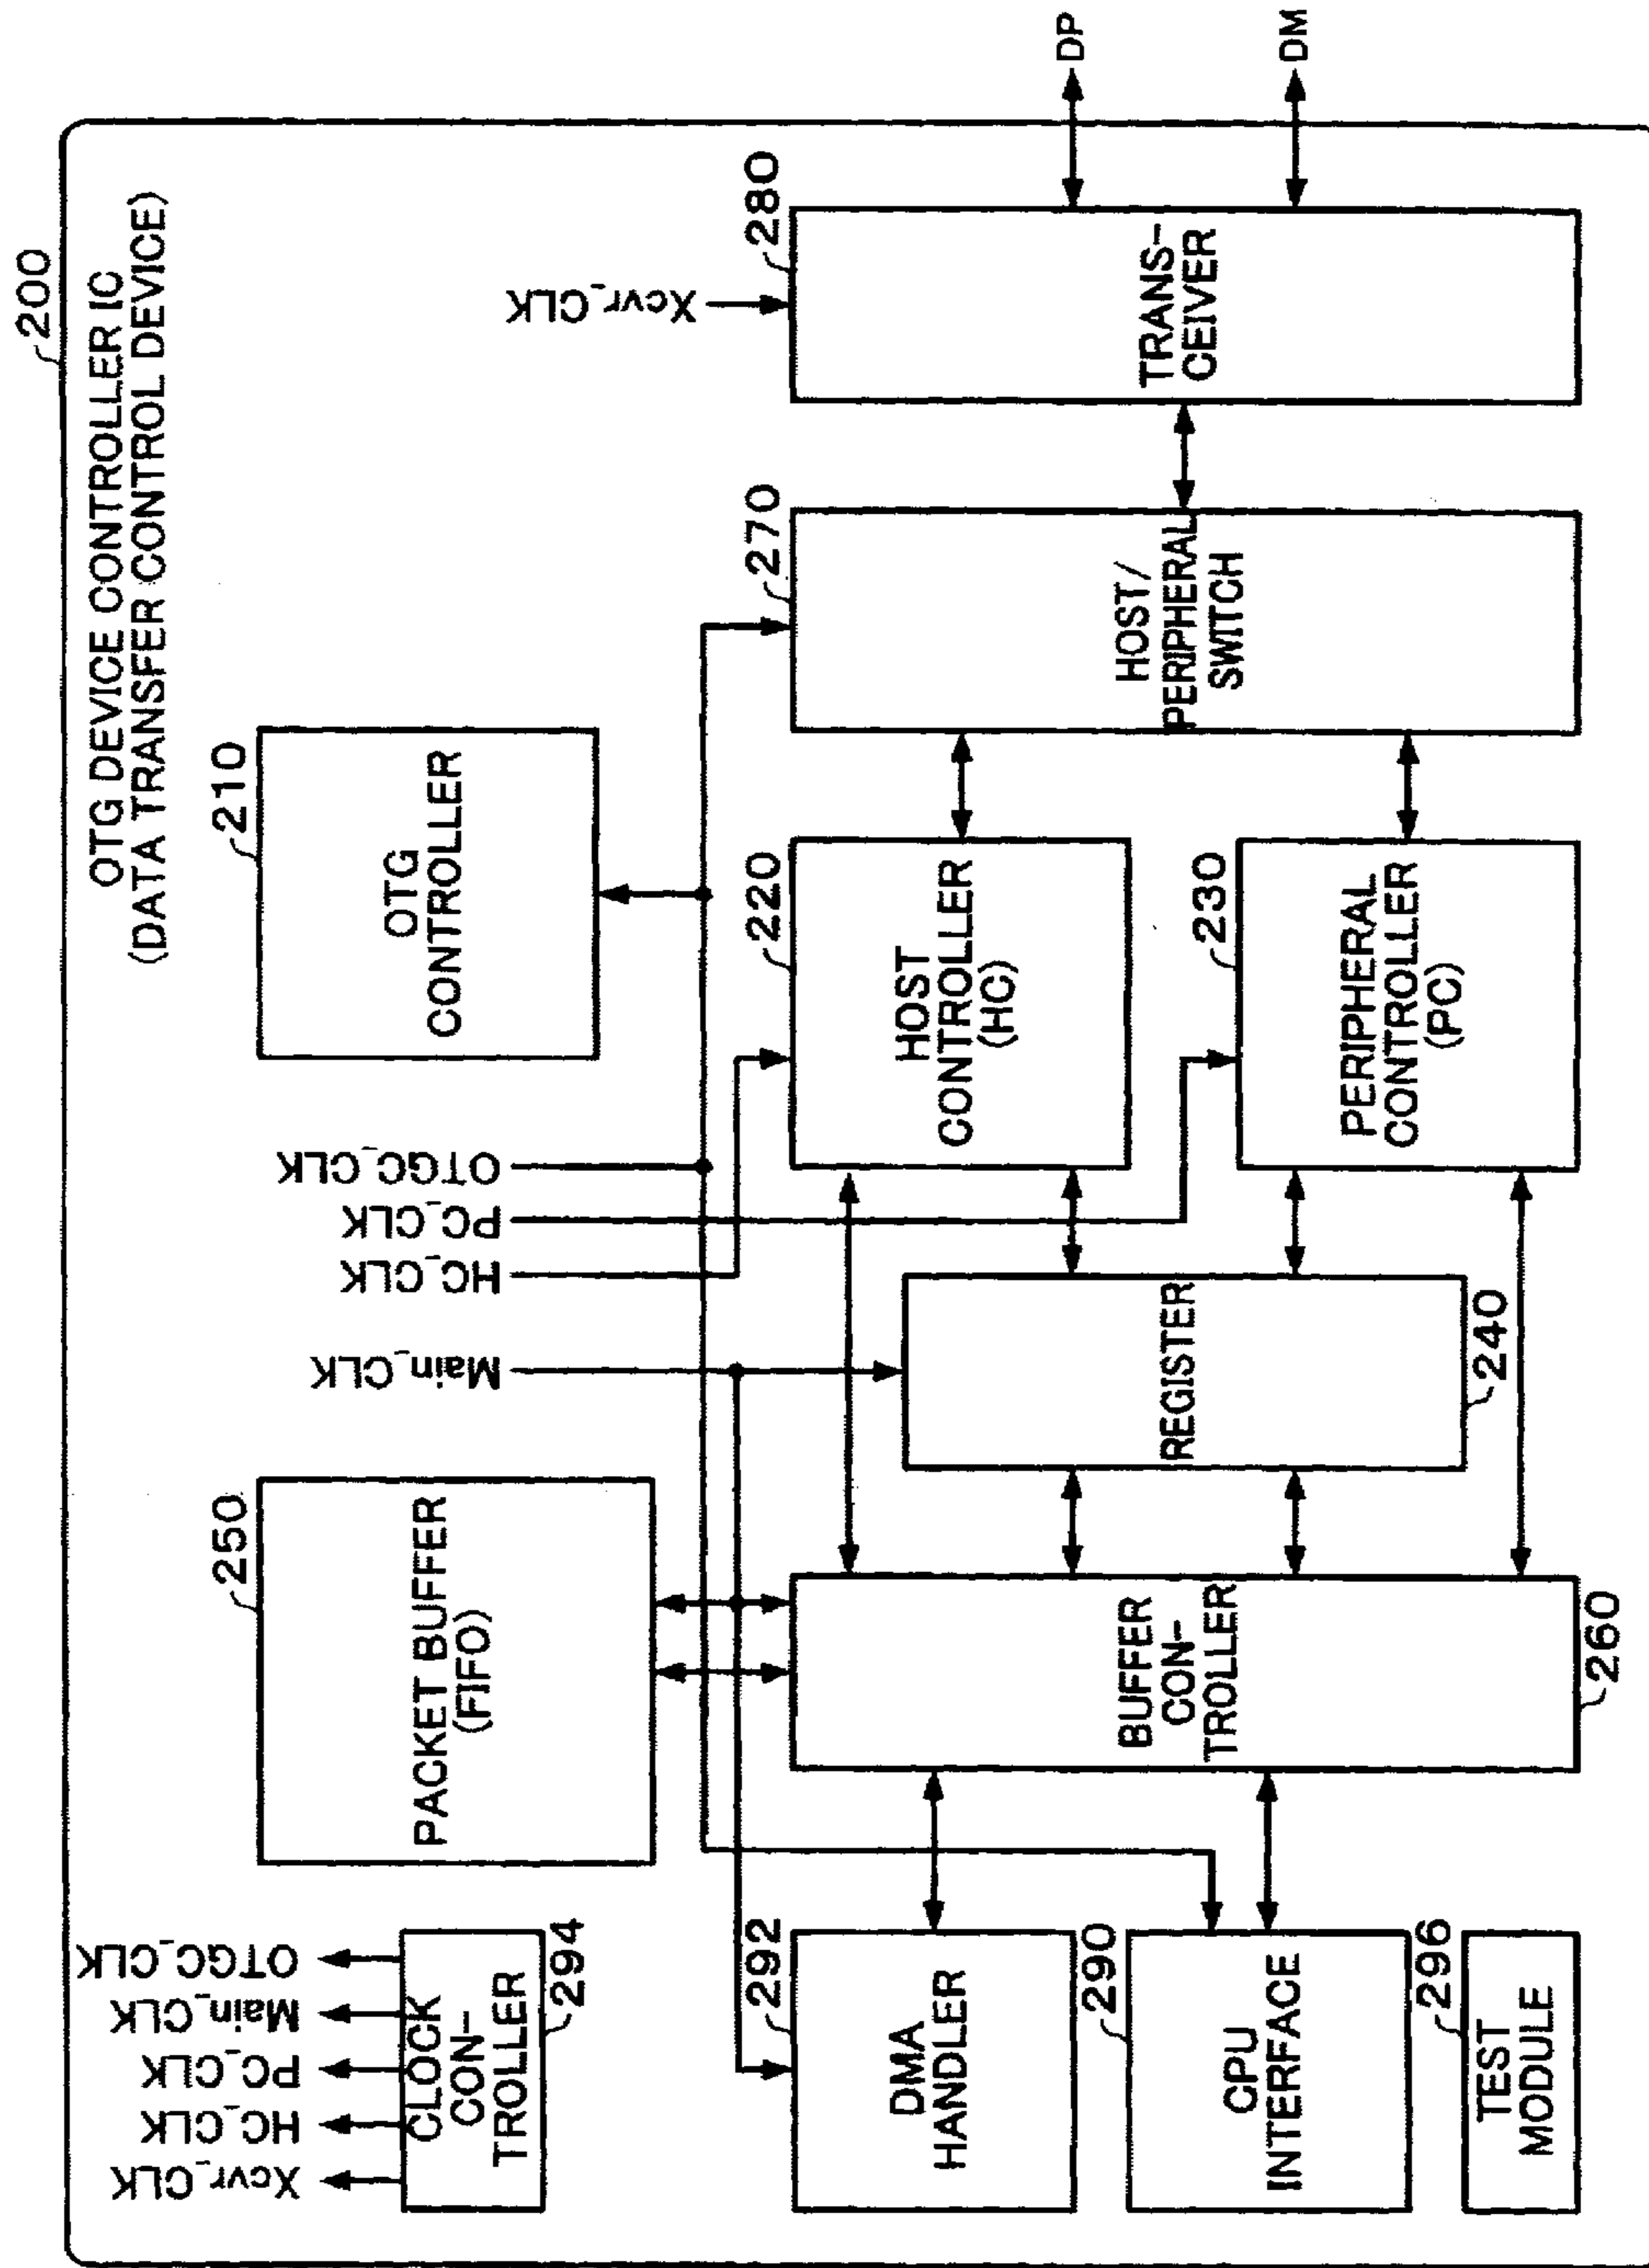 200
OTG DEVICE CONTROLLER IC
(DATA TRANSFER CONTROL DEVICE)
OTGC_CLK
Main_CLK
PC_CLK
HC_CLK
Xcvr_CLK
CLOCK
CON-
TROLLER
294
250
PACKET BUFFER
(FIFO)
Main_CLK
HC_CLK
PC_CLK
OTGC_CLK
210
OTG
CONTROLLER
Xcvr_CLK
292
DMA
HANDLER
290
CPU
INTERFACE
296
TEST
MODULE
BUFFER
CON-
TROLLER
260
REGISTER
240
220
HOST
CONTROLLER
(HC)
230
PERIPHERAL
CONTROLLER
(PC)
270
HOST/
PERIPHERAL
SWITCH
280
TRANS-
CEIVER
DP
DM